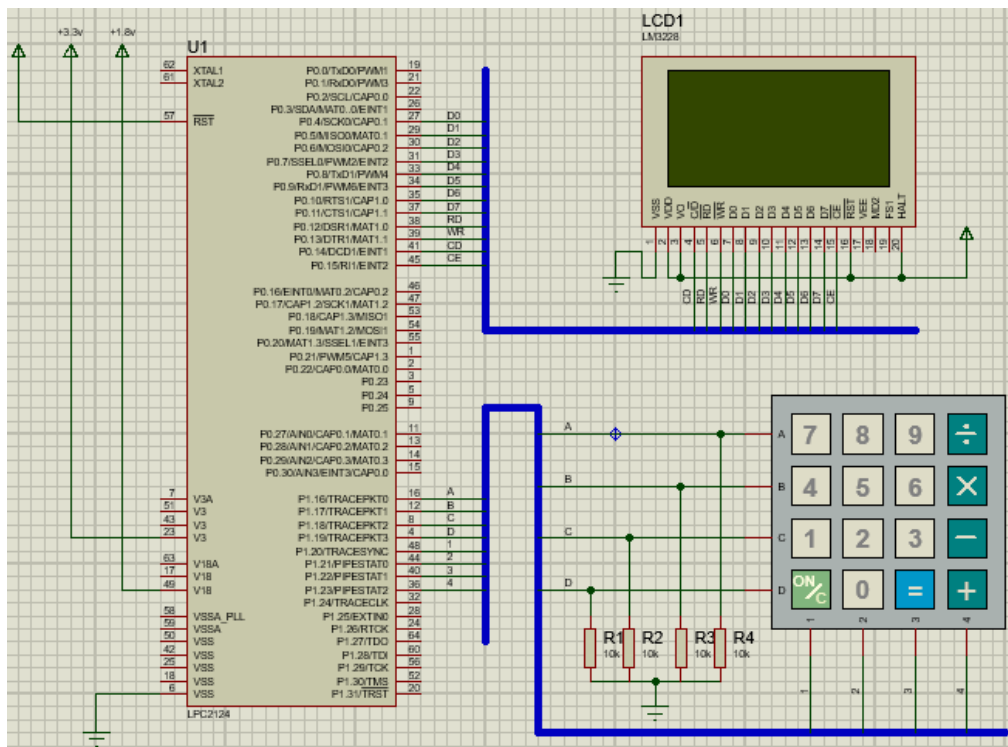 LCD1
LM3228
+3.3v
+1.8v
U1
62 XTAL1
61 XTAL2
57 RST
7 V3A
51 V3
43 V3
23 V3
63 V18A
17 V18
49 V18
58 VSSA_PLL
59 VSSA
50 VSS
42 VSS
25 VSS
18 VSS
6 VSS
P0.0/TxD0/PWM1 19
P0.1/RxD0/PWM3 21
P0.2/SCL/CAP0.0 22
P0.3/SDA/MAT0..0/EINT1 26
P0.4/SCK0/CAP0.1 27 D0
P0.5/MISO0/MAT0.1 29 D1
P0.6/MOSI0/CAP0.2 30 D2
P0.7/SSEL0/PWM2/EINT2 31 D3
P0.8/TxD1/PWM4 33 D4
P0.9/RxD1/PWM6/EINT3 34 D5
P0.10/RTS1/CAP1.0 35 D6
P0.11/CTS1/CAP1.1 37 D7
P0.12/DSR1/MAT1.0 38 RD
P0.13/DTR1/MAT1.1 39 WR
P0.14/DCD1/EINT1 41 CD
P0.15/RI1/EINT2 45 CE
P0.16/EINT0/MAT0.2/CAP0.2 46
P0.17/CAP1.2/SCK1/MAT1.2 47
P0.18/CAP1.3/MISO1 53
P0.19/MAT1.2/MOSI1 54
P0.20/MAT1.3/SSEL1/EINT3 55
P0.21/PWM5/CAP1.3 1
P0.22/CAP0.0/MAT0.0 2
P0.23 3
P0.24 5
P0.25 9
P0.27/AIN0/CAP0.1/MAT0.1 11
P0.28/AIN1/CAP0.2/MAT0.2 13
P0.29/AIN2/CAP0.3/MAT0.3 14
P0.30/AIN3/EINT3/CAP0.0 15
P1.16/TRACEPKT0 16 A
P1.17/TRACEPKT1 12 B
P1.18/TRACEPKT2 8 C
P1.19/TRACEPKT3 4 D
P1.20/TRACESYNC 48 1
P1.21/PIPESTAT0 44 2
P1.22/PIPESTAT1 40 3
P1.23/PIPESTAT2 36 4
P1.24/TRACECLK 32
P1.25/EXTIN0 28
P1.26/RTCK 24
P1.27/TDO 64
P1.28/TDI 60
P1.29/TCK 56
P1.30/TMS 52
P1.31/TRST 20
LPC2124
VSS VDD VO C/D RD WR D0 D1 D2 D3 D4 D5 D6 D7 CE RST VEE MD2 FS1 HALT
1 2 3 4 5 6 7 8 9 10 11 12 13 14 15 16 17 18 19 20
CD RD WR D0 D1 D2 D3 D4 D5 D6 D7 CE
A A 7 8 9 ÷
B B 4 5 6 ×
C C 1 2 3 −
D D ON/C 0 = +
R1 R2 R3 R4
10k 10k 10k 10k
1 2 3 4
1 2 3 4